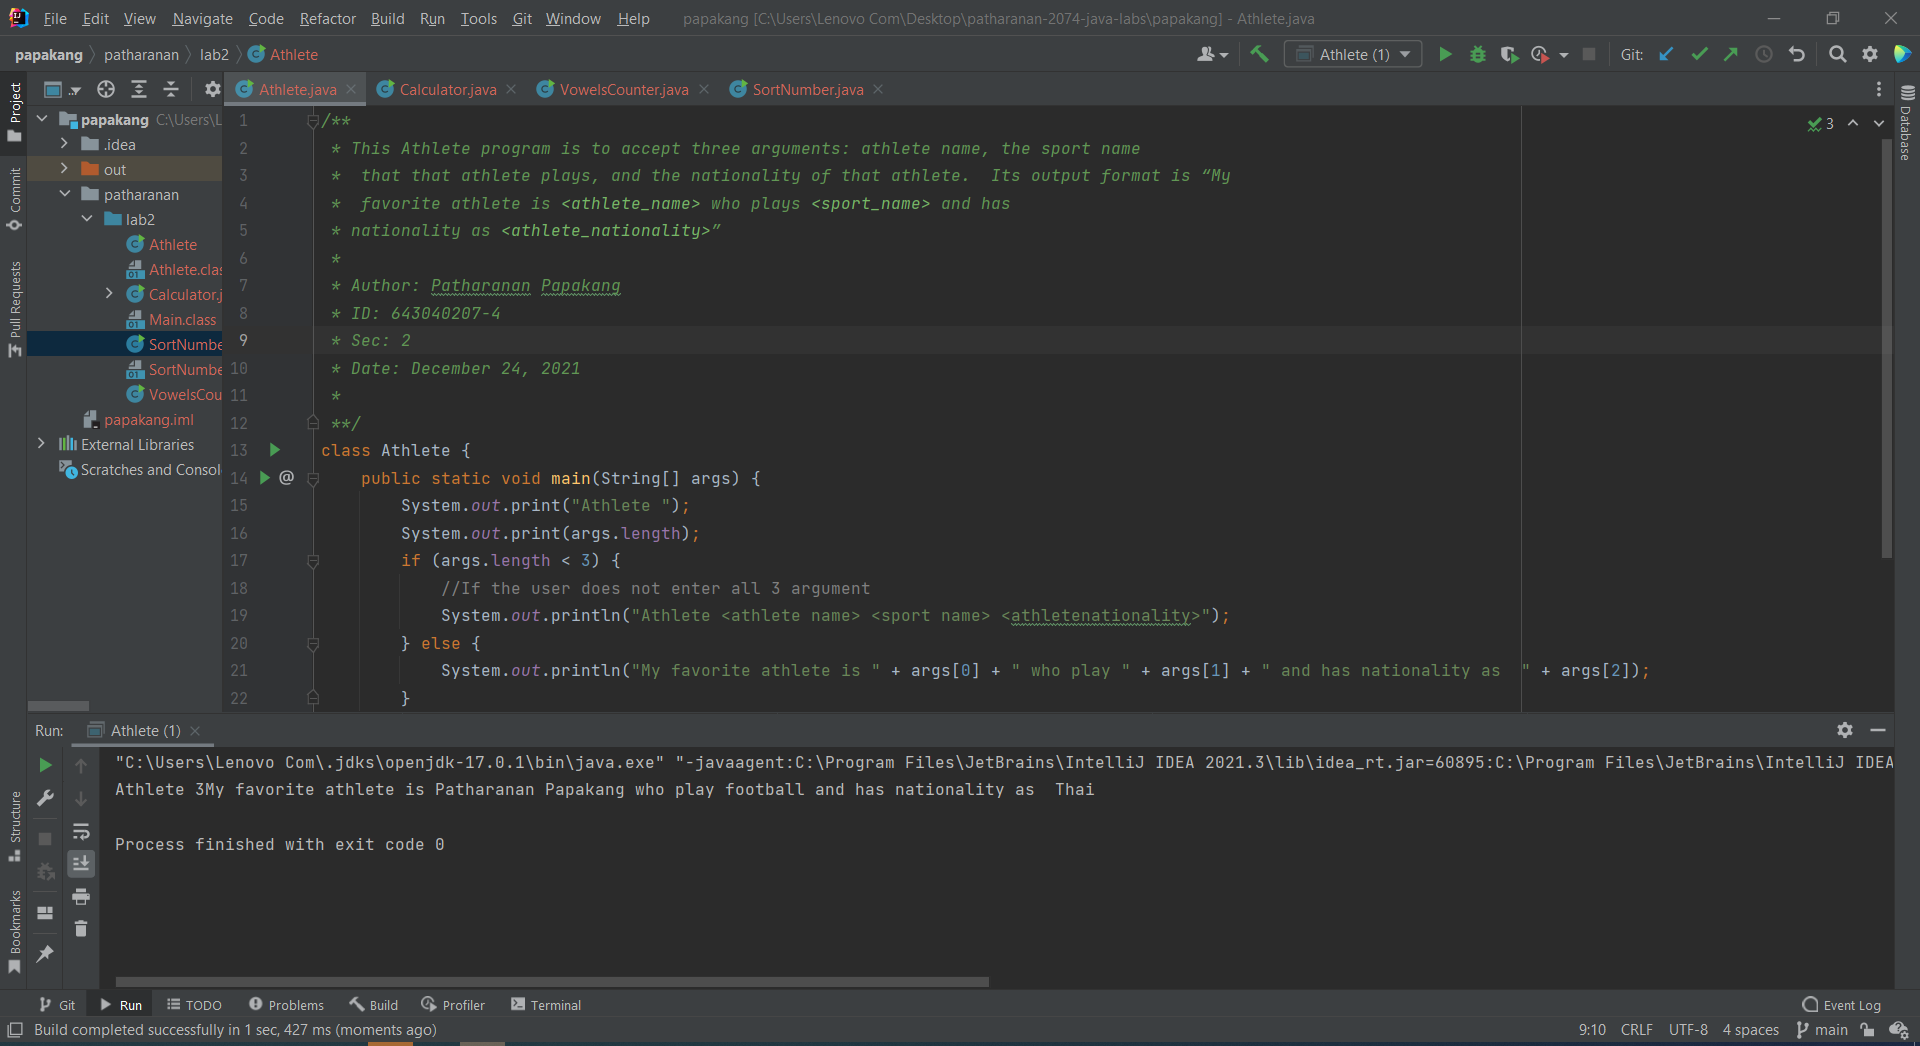 File Edit View Navigate Code Refactor Build Run Tools Git Window Help papakang [C:\Users\Lenovo Com\Desktop\patharanan-2074-java-labs\papakang] - Athlete.java
papakang patharanan lab2 Athlete Athlete (1) Git:
Project
Athlete.java Calculator.java VowelsCounter.java SortNumber.java
papakang C:\Users\L
.idea
out
patharanan
lab2
Athlete
Athlete.clas
Calculator.j
Main.class
SortNumbe
SortNumbe
VowelsCou
papakang.iml
External Libraries
Scratches and Consol
Commit
Pull Requests
Database
3
1 /**
2 * This Athlete program is to accept three arguments: athlete name, the sport name
3 * that that athlete plays, and the nationality of that athlete. Its output format is “My
4 * favorite athlete is <athlete_name> who plays <sport_name> and has
5 * nationality as <athlete_nationality>”
6 *
7 * Author: Patharanan Papakang
8 * ID: 643040207-4
9 * Sec: 2
10 * Date: December 24, 2021
11 *
12 **/
13 class Athlete {
14 @ public static void main(String[] args) {
15 System.out.print("Athlete ");
16 System.out.print(args.length);
17 if (args.length < 3) {
18 //If the user does not enter all 3 argument
19 System.out.println("Athlete <athlete name> <sport name> <athletenationality>");
20 } else {
21 System.out.println("My favorite athlete is " + args[0] + " who play " + args[1] + " and has nationality as  " + args[2]);
22 }
Run: Athlete (1)
"C:\Users\Lenovo Com\.jdks\openjdk-17.0.1\bin\java.exe" "-javaagent:C:\Program Files\JetBrains\IntelliJ IDEA 2021.3\lib\idea_rt.jar=60895:C:\Program Files\JetBrains\IntelliJ IDEA
Athlete 3My favorite athlete is Patharanan Papakang who play football and has nationality as  Thai
Process finished with exit code 0
Structure
Bookmarks
Git Run TODO Problems Build Profiler Terminal Event Log
Build completed successfully in 1 sec, 427 ms (moments ago) 9:10 CRLF UTF-8 4 spaces main